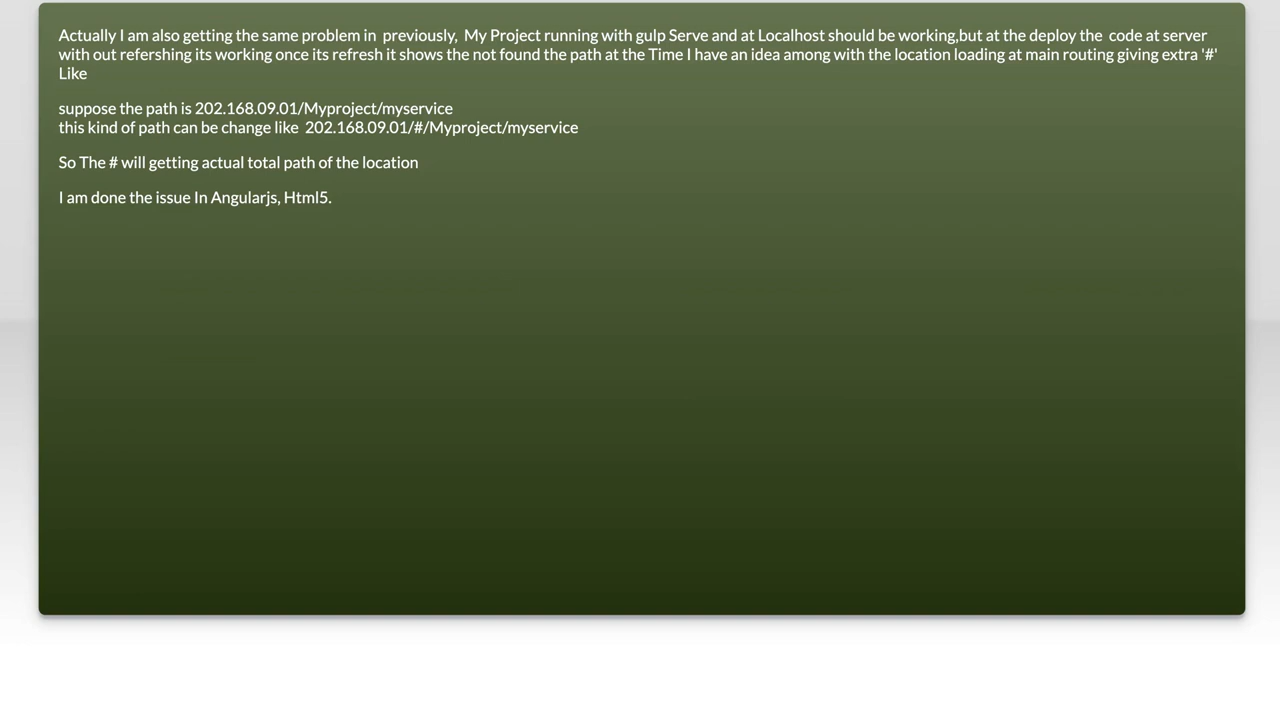 Actually I am also getting the same problem in  previously,  My Project running with gulp Serve and at Localhost should be working,but at the deploy the  code at server
with out refershing its working once its refresh it shows the not found the path at the Time I have an idea among with the location loading at main routing giving extra '#'
Like
suppose the path is 202.168.09.01/Myproject/myservice
this kind of path can be change like  202.168.09.01/#/Myproject/myservice
So The # will getting actual total path of the location
I am done the issue In Angularjs, Html5.